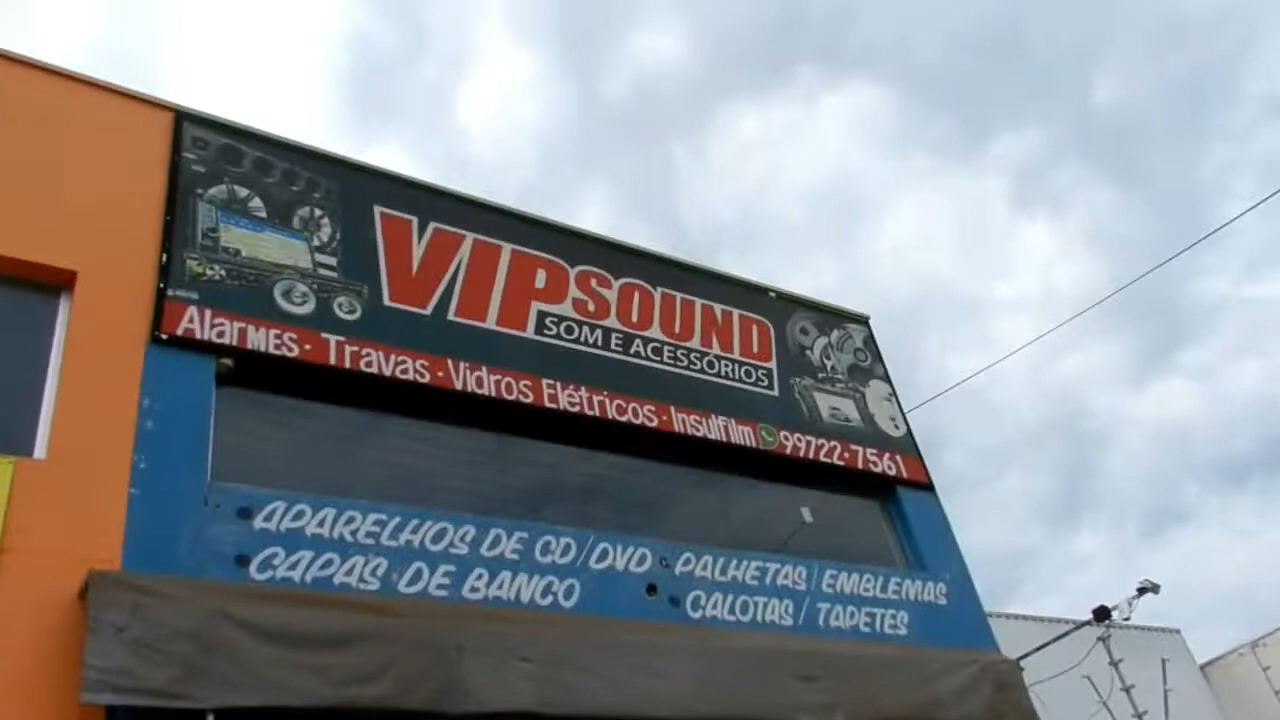 VIPSOUND
SOM E ACESSÓRIOS
AlarMES · Travas · Vidros Elétricos · Insulfilm 99722-7561
APARELHOS DE CD/DVD · PALHETAS/EMBLEMAS
CAPAS DE BANCO · CALOTAS/TAPETES